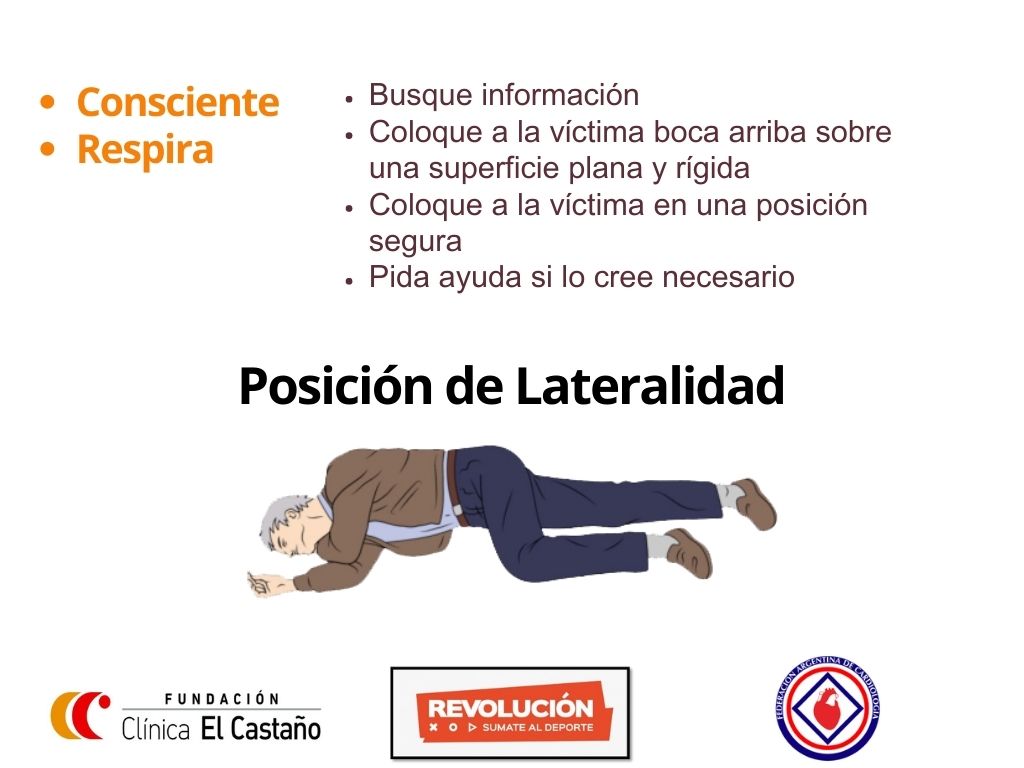 Consciente
Respira
Busque información
Coloque a la víctima boca arriba sobre
una superficie plana y rígida
Coloque a la víctima en una posición
segura
Pida ayuda si lo cree necesario
Posición de Lateralidad
FUNDACIÓN
Clínica El Castaño
REVOLUCIÓN
SUMATE AL DEPORTE
FEDERACIÓN ARGENTINA DE CARDIOLOGÍA